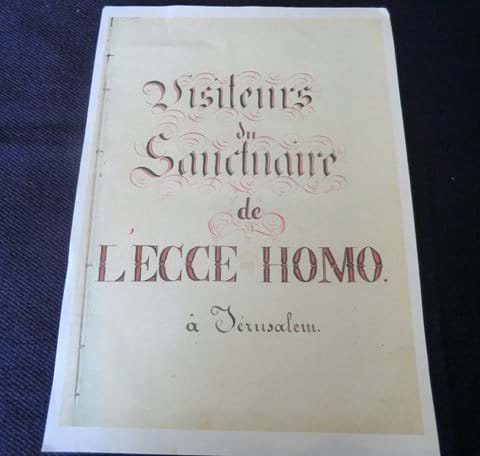 Visiteurs
du
Sanctuaire
de
L'ECCE HOMO.
à Jérusalem.